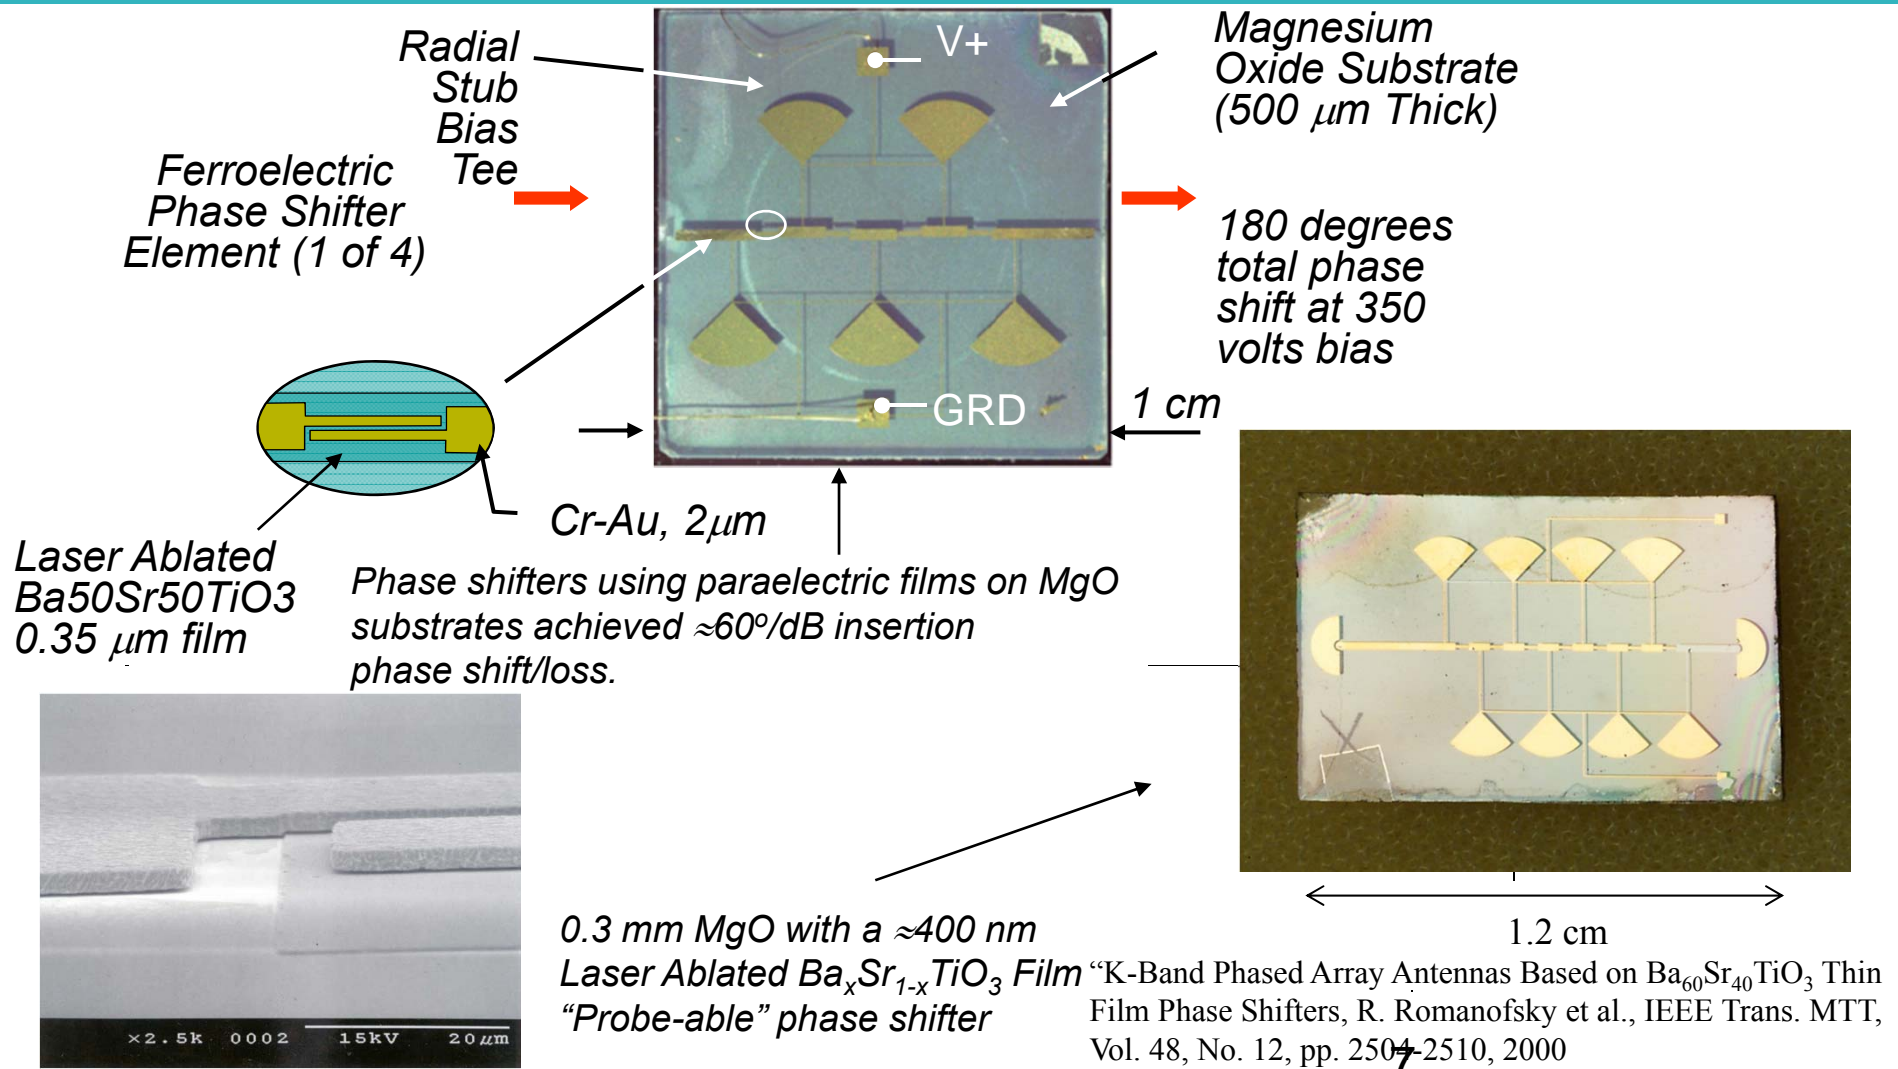 Radial
Stub
Bias
Tee
V+
Magnesium
Oxide Substrate
(500 μm Thick)
Ferroelectric
Phase Shifter
Element (1 of 4)
180 degrees
total phase
shift at 350
volts bias
GRD
1 cm
Cr-Au, 2μm
Laser Ablated
Ba50Sr50TiO3
0.35 μm film
Phase shifters using paraelectric films on MgO
substrates achieved ≈60º/dB insertion
phase shift/loss.
×2.5k 0002 15kV 20μm
0.3 mm MgO with a ≈400 nm
Laser Ablated BaₓSr₁₋ₓTiO₃ Film
“Probe-able” phase shifter
1.2 cm
“K-Band Phased Array Antennas Based on Ba₆₀Sr₄₀TiO₃ Thin
Film Phase Shifters, R. Romanofsky et al., IEEE Trans. MTT,
Vol. 48, No. 12, pp. 2504-2510, 2000
7